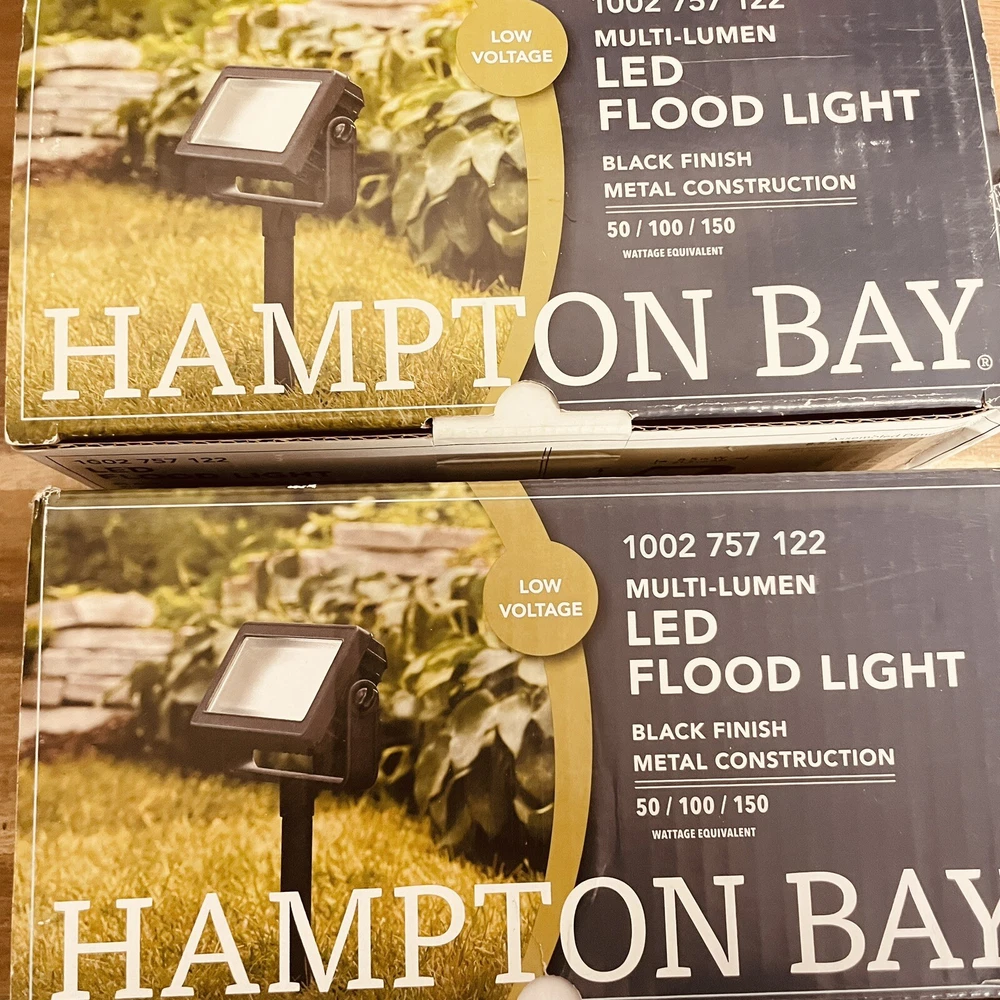 1002 757 122
MULTI-LUMEN
LED
FLOOD LIGHT
LOW
VOLTAGE
BLACK FINISH
METAL CONSTRUCTION
50 / 100 / 150
WATTAGE EQUIVALENT
HAMPTON BAY®
1002 757 122
LED
1002 757 122
MULTI-LUMEN
LED
FLOOD LIGHT
LOW
VOLTAGE
BLACK FINISH
METAL CONSTRUCTION
50 / 100 / 150
WATTAGE EQUIVALENT
HAMPTON BAY